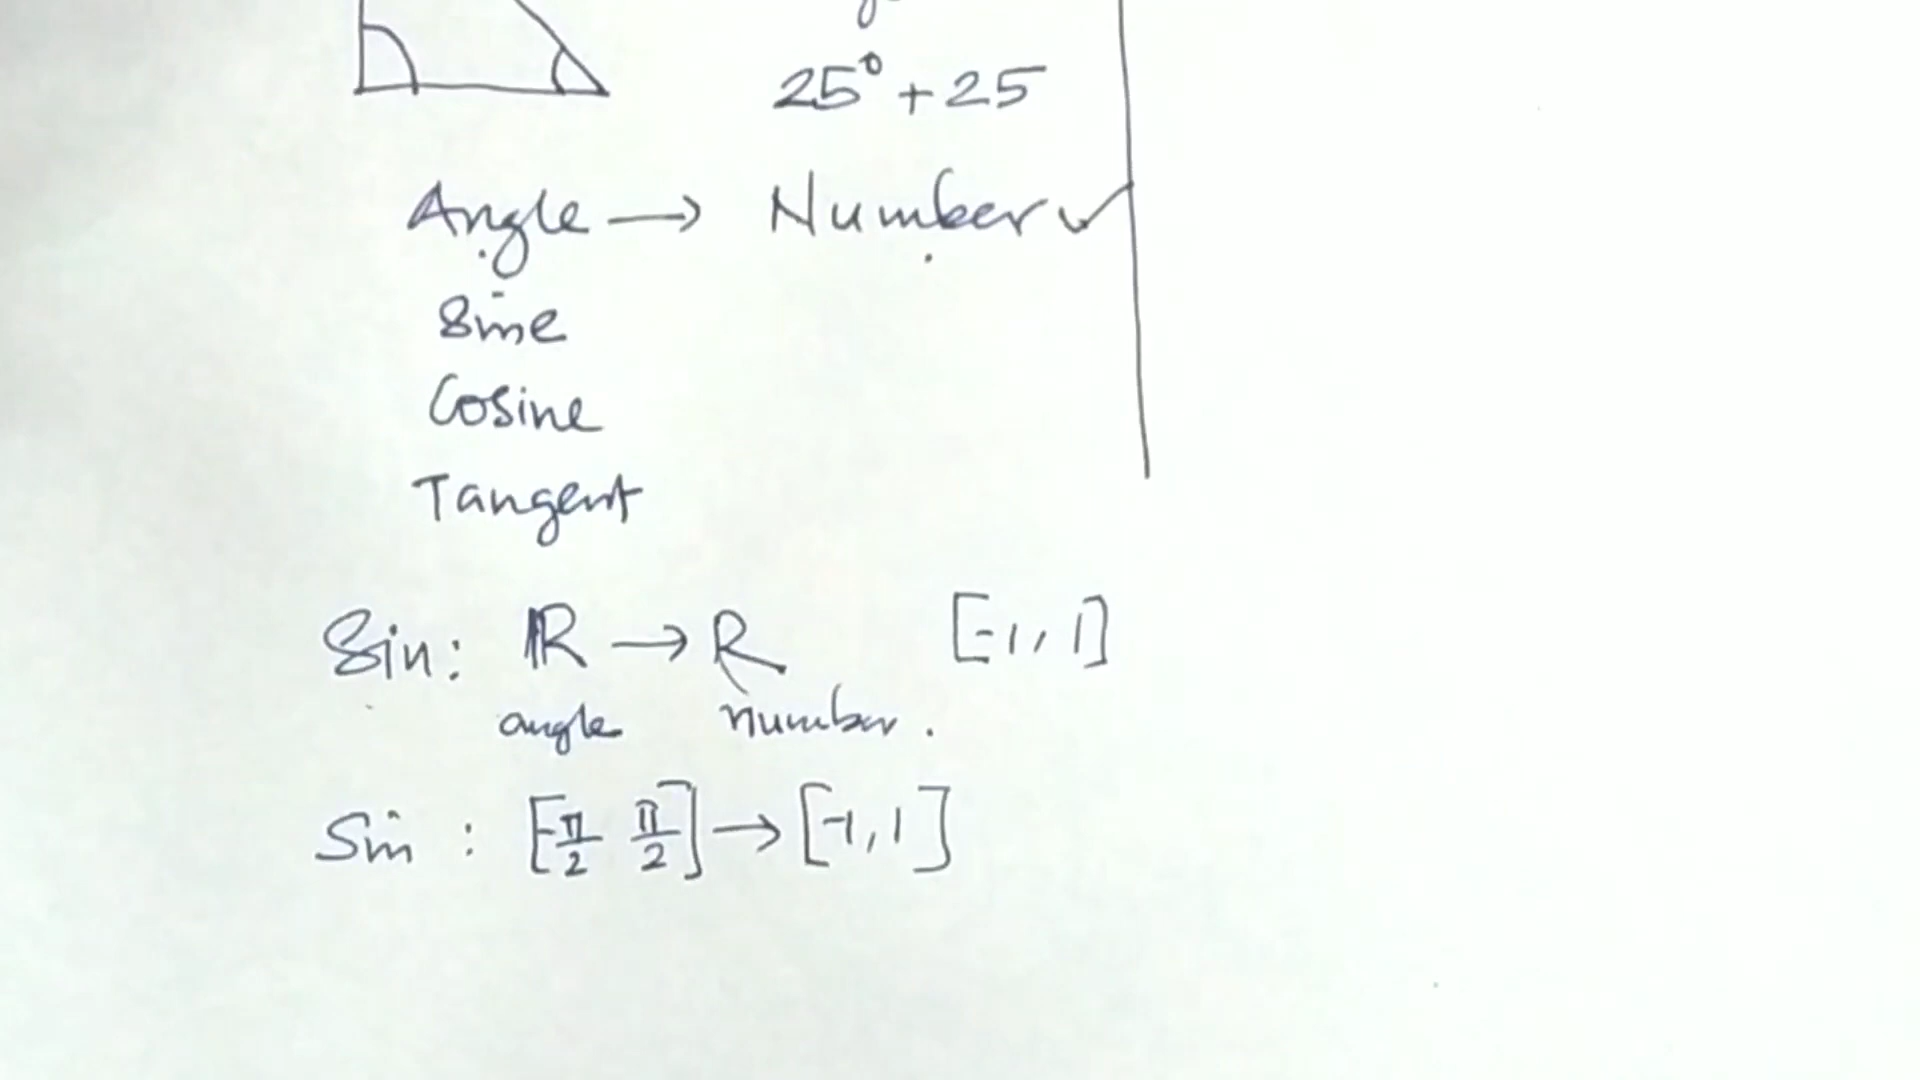 25° + 25
Angle → Number ✓
Sine
Cosine
Tangent
Sin: ℝ → R [-1, 1]
angle number.
Sin : [-π/2 π/2] → [-1, 1]